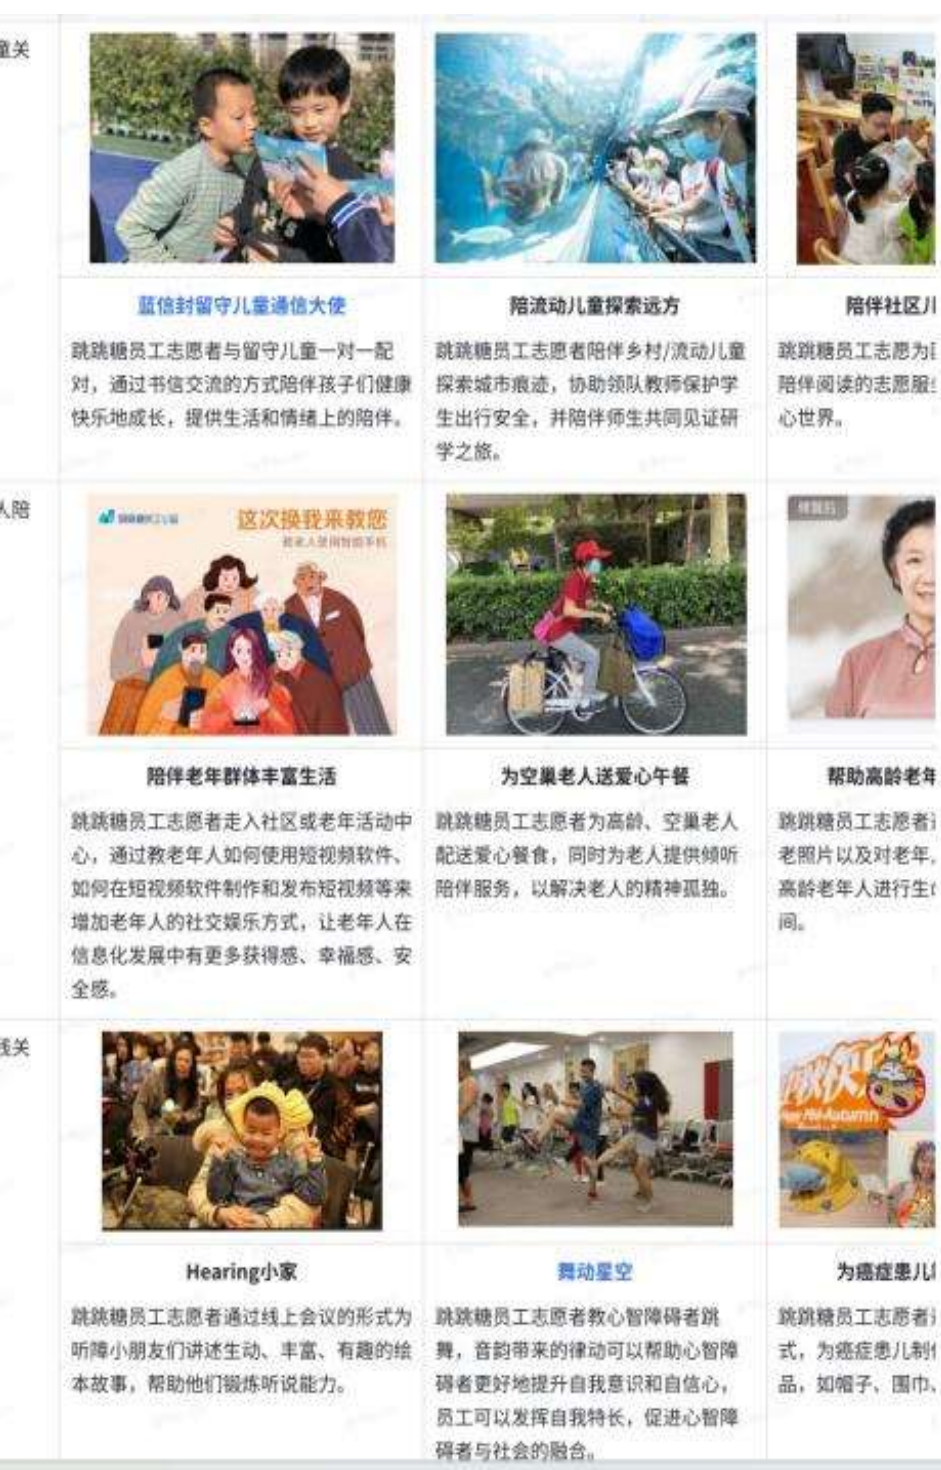 童关
蓝信封留守儿童通信大使
跳跳糖员工志愿者与留守儿童一对一配
对，通过书信交流的方式陪伴孩子们健康
快乐地成长，提供生活和情绪上的陪伴。
陪流动儿童探索远方
跳跳糖员工志愿者陪伴乡村/流动儿童
探索城市痕迹，协助领队教师保护学
生出行安全，并陪伴师生共同见证研
学之旅。
陪伴社区儿
跳跳糖员工志愿为
陪伴阅读的志愿服
心世界。
人陪
这次换我来教您
教老人使用智能手机
陪伴老年群体丰富生活
跳跳糖员工志愿者走入社区或老年活动中
心，通过教老年人如何使用短视频软件、
如何在短视频软件制作和发布短视频等来
增加老年人的社交娱乐方式，让老年人在
信息化发展中有更多获得感、幸福感、安
全感。
为空巢老人送爱心午餐
跳跳糖员工志愿者为高龄、空巢老人
配送爱心餐食，同时为老人提供倾听
陪伴服务，以解决老人的精神孤独。
帮助高龄老年
跳跳糖员工志愿者
老照片以及对老年
高龄老年人进行生
间。
线关
Hearing小家
跳跳糖员工志愿者通过线上会议的形式为
听障小朋友们讲述生动、丰富、有趣的绘
本故事，帮助他们锻炼听说能力。
舞动星空
跳跳糖员工志愿者教心智障碍者跳
舞，音韵带来的律动可以帮助心智障
碍者更好地提升自我意识和自信心，
员工可以发挥自我特长，促进心智障
碍者与社会的融合。
Happy Mid-Autumn
为癌症患儿
跳跳糖员工志愿者
式，为癌症患儿制
品，如帽子、围巾、